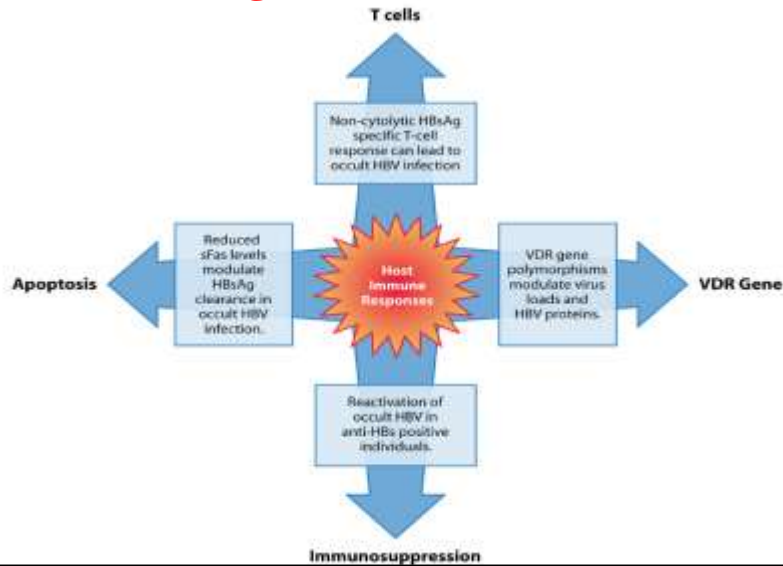 T cells
Non-cytolytic HBsAg
specific T-cell
response can lead to
occult HBV infection
Apoptosis
Reduced
sFas levels
modulate
HBsAg
clearance in
occult HBV
infection.
Host
Immune
Responses
VDR gene
polymorphisms
modulate virus
loads and
HBV proteins.
VDR Gene
Reactivation of
occult HBV in
anti-HBs positive
individuals.
Immunosuppression